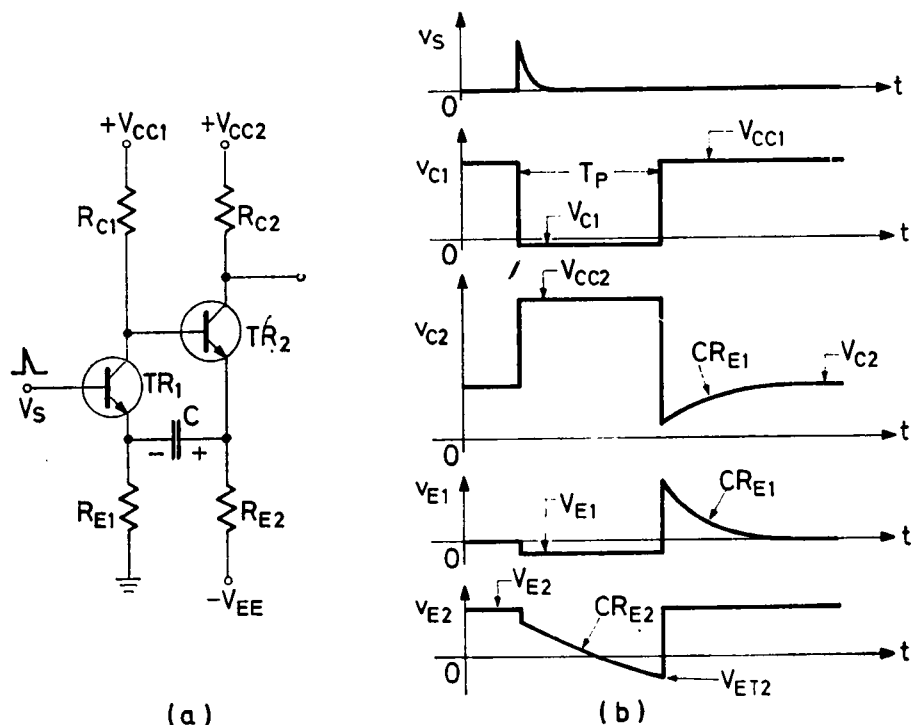 +VCC1
+VCC2
RC1
RC2
TR2
TR1
VS
C
- +
RE1
RE2
-VEE
(a)
vS
0
t
vC1
TP
VCC1
VC1
0
t
vC2
VCC2
CRE1
VC2
0
t
vE1
VE1
CRE1
0
t
vE2
VE2
CRE2
0
t
VET2
(b)